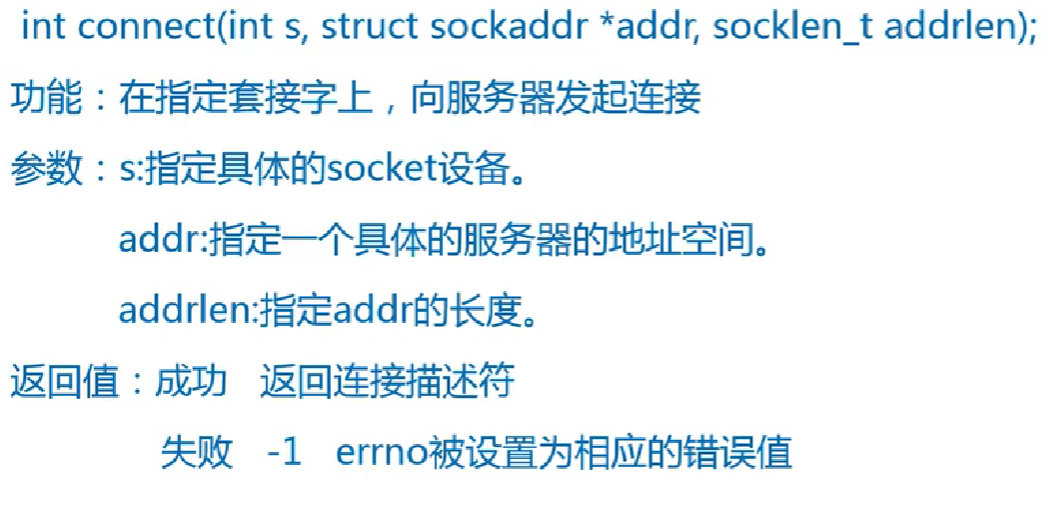 int connect(int s, struct sockaddr *addr, socklen_t addrlen);
功能：在指定套接字上，向服务器发起连接
参数：s:指定具体的socket设备。
addr:指定一个具体的服务器的地址空间。
addrlen:指定addr的长度。
返回值：成功 返回连接描述符
失败 -1 errno被设置为相应的错误值